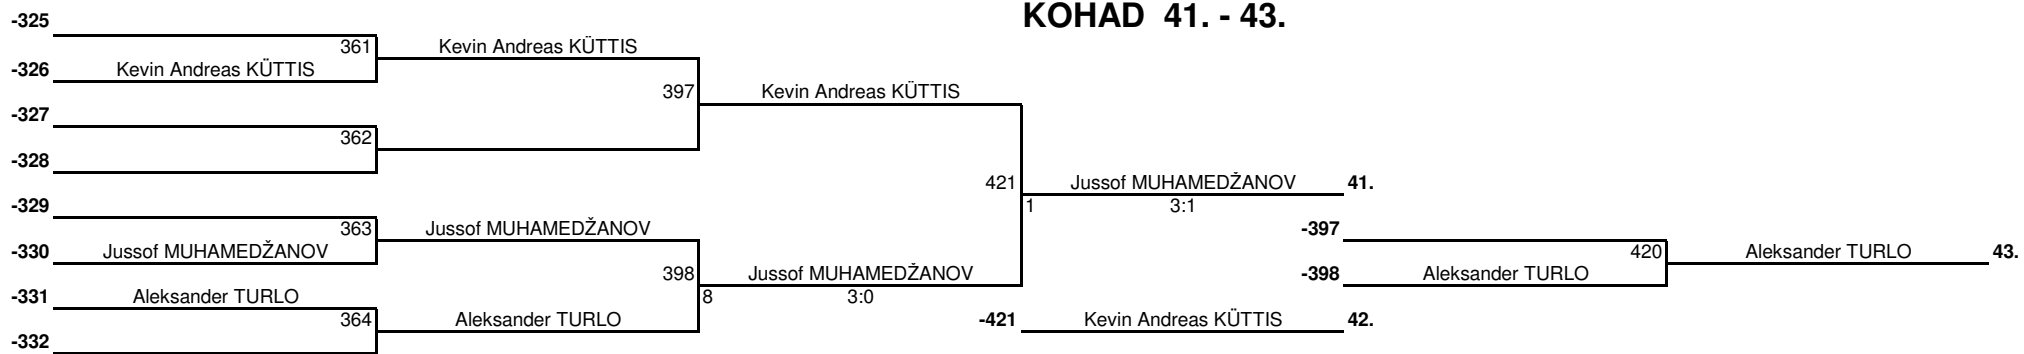 KOHAD 41. - 43.
-325
361 Kevin Andreas KÜTTIS
-326 Kevin Andreas KÜTTIS
397 Kevin Andreas KÜTTIS
-327
362
-328
421 Jussof MUHAMEDŽANOV 41.
-329
1 3:1
363 Jussof MUHAMEDŽANOV
-397
-330 Jussof MUHAMEDŽANOV
420 Aleksander TURLO 43.
398 Jussof MUHAMEDŽANOV
-398 Aleksander TURLO
-331 Aleksander TURLO
8 3:0
364 Aleksander TURLO
-421 Kevin Andreas KÜTTIS 42.
-332